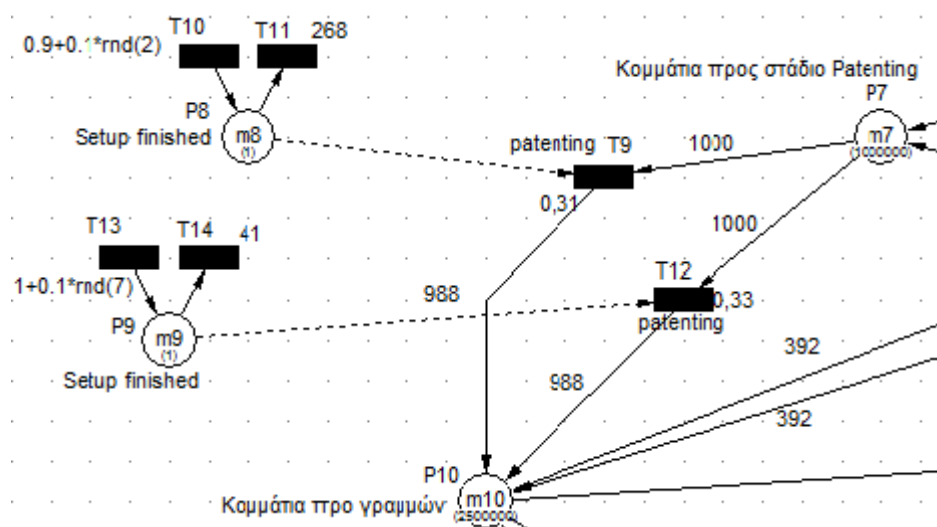 T10
T11
268
0.9+0.1*rnd(2)
P8
Setup finished
m8
(1)
Κομμάτια προς στάδιο Patenting
P7
m7
(1000000)
patenting T9
1000
0,31
1000
T13
T14
41
1+0.1*rnd(7)
P9
m9
(1)
Setup finished
988
T12
0,33
patenting
392
988
392
P10
m10
(2500000)
Κομμάτια προ γραμμών